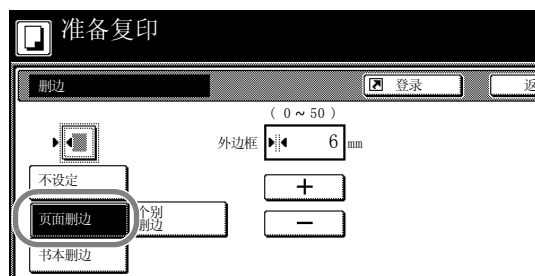 准备复印
删边
登录
返
( 0 ~ 50 )
外边框 6 mm
不设定
页面删边
个别
删边
书本删边